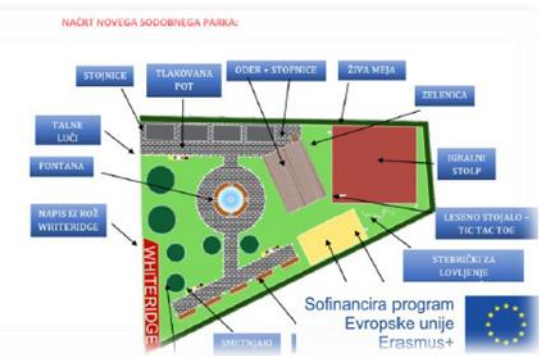 NAČRT NOVEGA SODOBNEGA PARKA:
STOJNICE
TLAKOVANA
POT
ODER + STOPNICE
ŽIVA MEJA
ZELENICA
TALNE
LUČI
FONTANA
IGRALNI
STOLP
NAPIS IZ ROŽ
WHITERIDGE
LESENO STOJALO –
TIC TAC TOE
STEBRIČKI ZA
LOVLJENJE
WHITERIDGE
SMETNJAKI
Sofinancira program
Evropske unije
Erasmus+